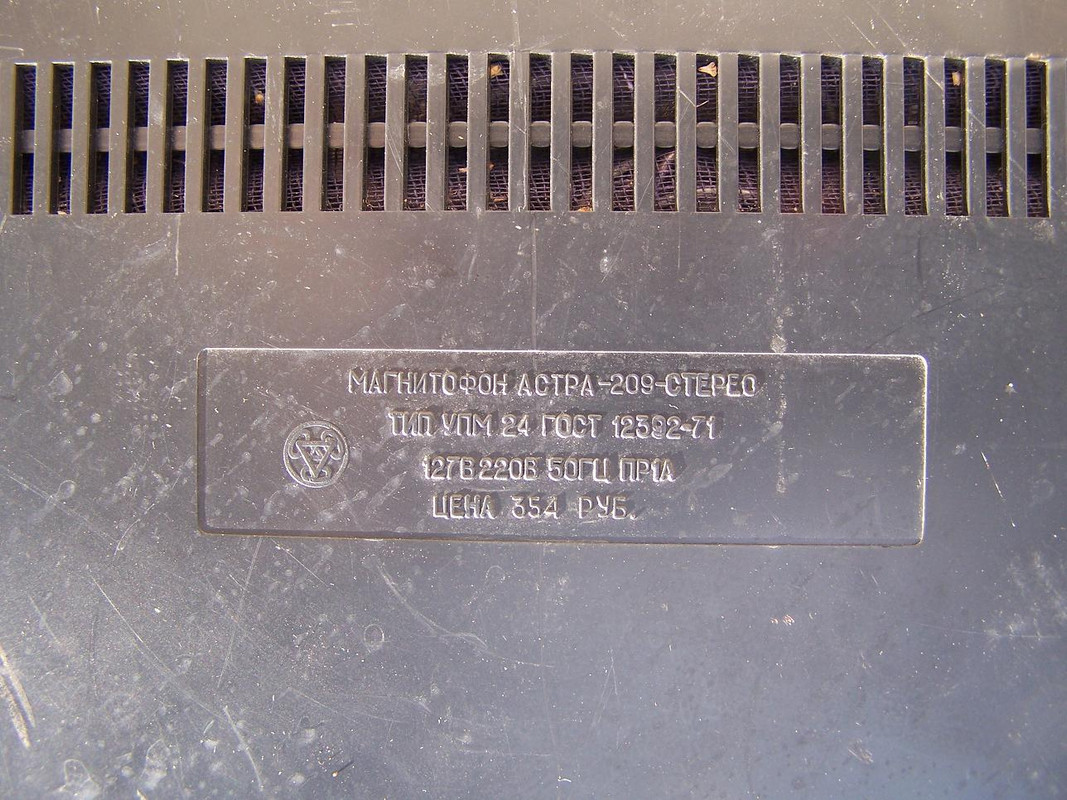 МАГНИТОФОН АСТРА-209-СТЕРЕО
ТИП УПМ 24 ГОСТ 12392-71
127В 220В 50ГЦ ПР1А
ЦЕНА 354 РУБ.